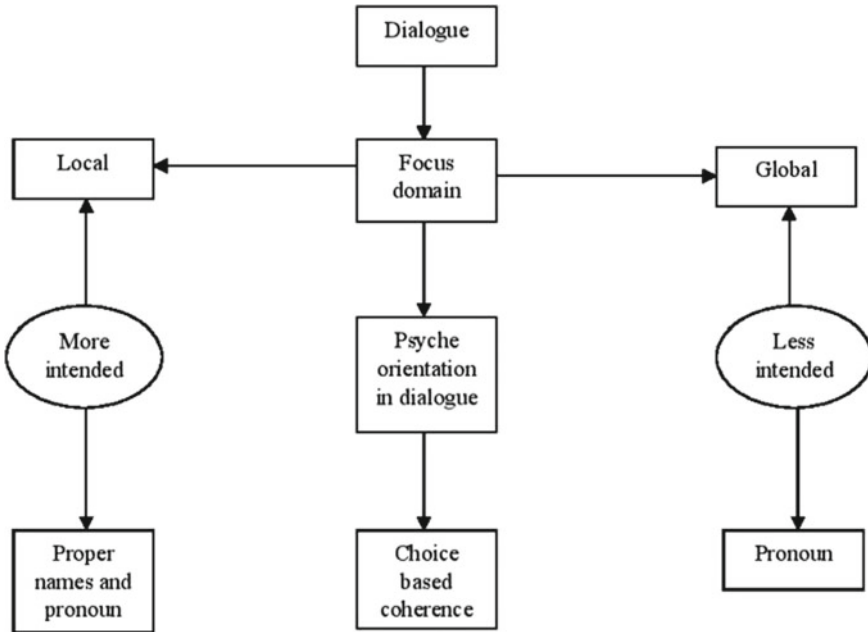 Dialogue
Local
Focus
domain
Global
More
intended
Psyche
orientation
in dialogue
Less
intended
Proper
names and
pronoun
Choice
based
coherence
Pronoun